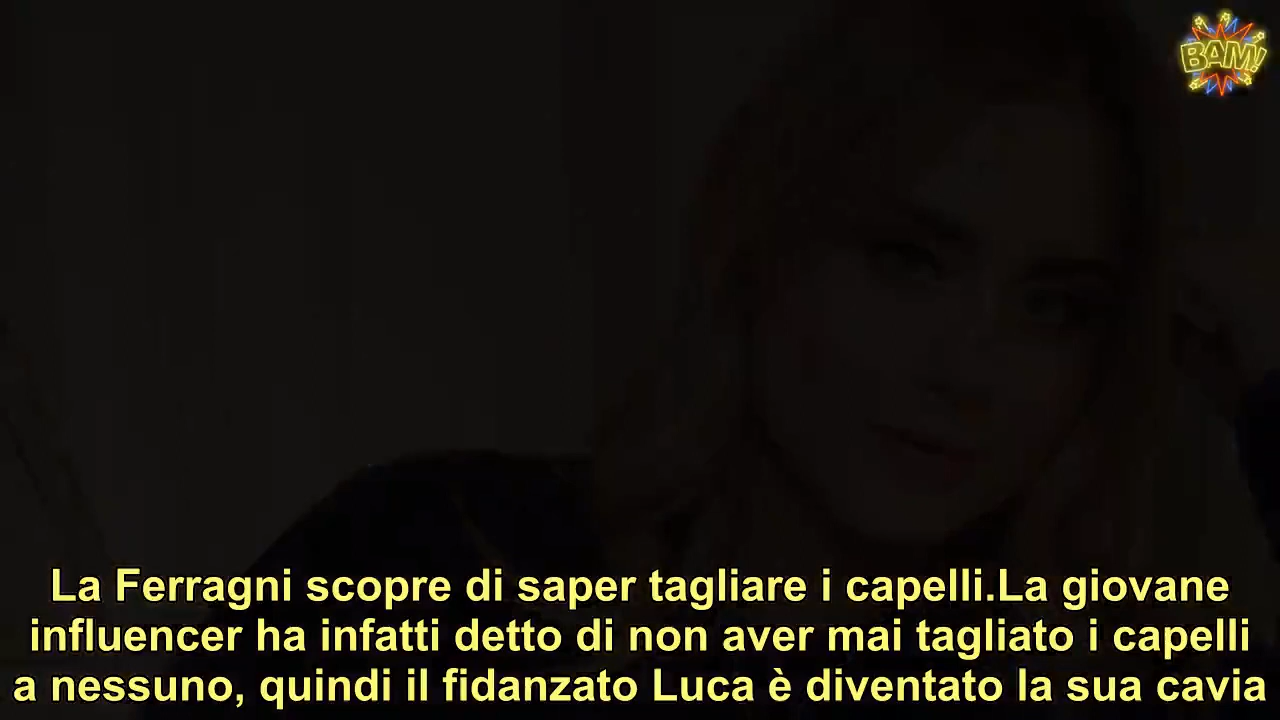 BAM!
La Ferragni scopre di saper tagliare i capelli.La giovane
influencer ha infatti detto di non aver mai tagliato i capelli
a nessuno, quindi il fidanzato Luca è diventato la sua cavia